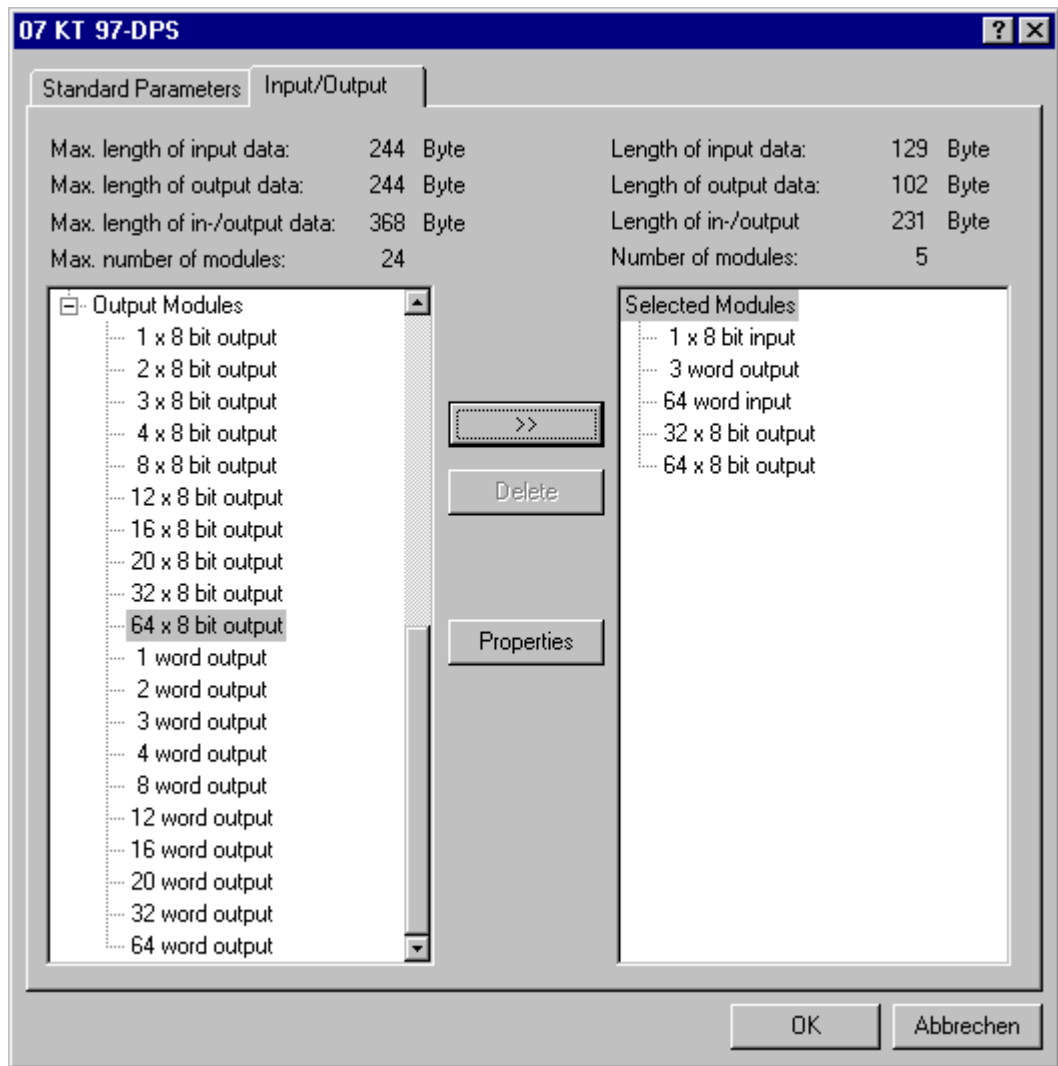 07 KT 97-DPS
Standard Parameters
Input/Output
Max. length of input data: 244 Byte
Max. length of output data: 244 Byte
Max. length of in-/output data: 368 Byte
Max. number of modules: 24
Length of input data: 129 Byte
Length of output data: 102 Byte
Length of in-/output 231 Byte
Number of modules: 5
Output Modules
1 x 8 bit output
2 x 8 bit output
3 x 8 bit output
4 x 8 bit output
8 x 8 bit output
12 x 8 bit output
16 x 8 bit output
20 x 8 bit output
32 x 8 bit output
64 x 8 bit output
1 word output
2 word output
3 word output
4 word output
8 word output
12 word output
16 word output
20 word output
32 word output
64 word output
>>
Delete
Properties
Selected Modules
1 x 8 bit input
3 word output
64 word input
32 x 8 bit output
64 x 8 bit output
OK
Abbrechen